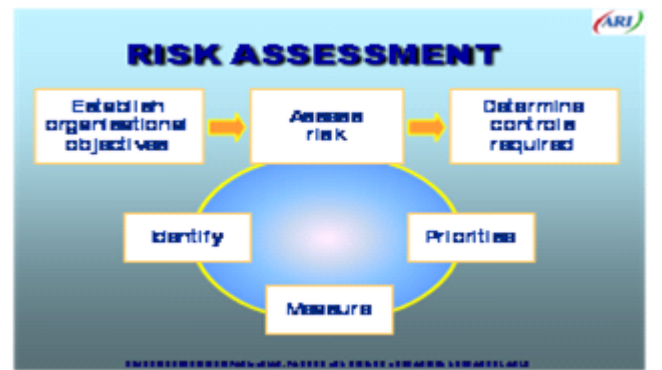 ARI
RISK ASSESSMENT
Establish
organisational
objectives
Assess
risk
Determine
controls
required
Identify
Prioritise
Measure